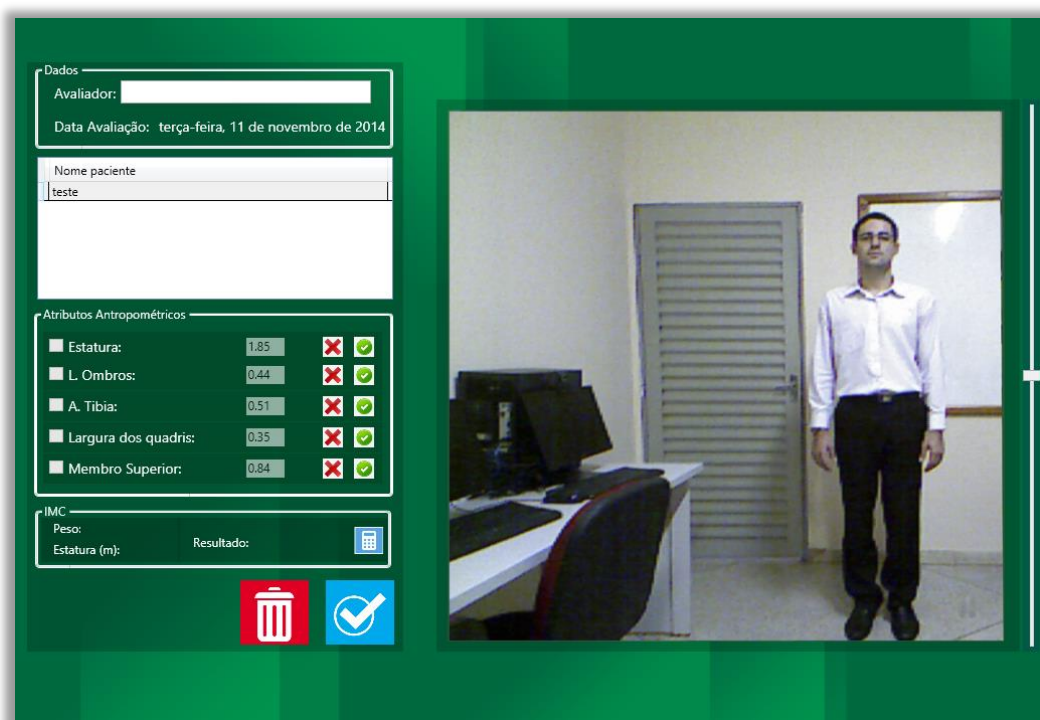 Dados
Avaliador:
Data Avaliação: terça-feira, 11 de novembro de 2014
Nome paciente
teste
Atributos Antropométricos
Estatura: 1.85
L. Ombros: 0.44
A. Tibia: 0.51
Largura dos quadris: 0.35
Membro Superior: 0.84
IMC
Peso:
Estatura (m):
Resultado: